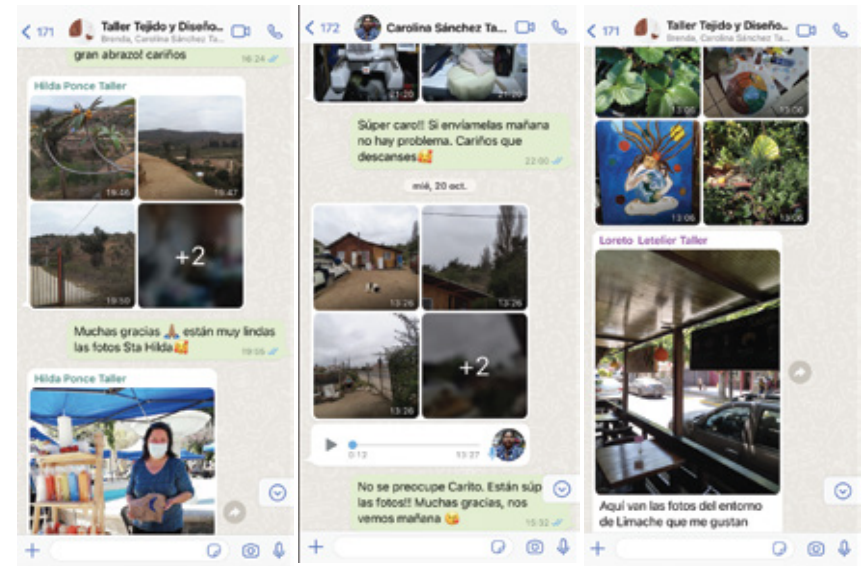 171
Taller Tejido y Diseño...
Brenda, Carolina Sánchez Ta...
gran abrazo! cariños
16:24
Hilda Ponce Taller
19:46
19:47
19:50
+2
Muchas gracias 🙏 están muy lindas
las fotos Sta Hilda🥰
19:55
Hilda Ponce Taller
172
Carolina Sánchez Ta...
21:20
21:20
Súper caro!! Si envíamelas mañana
no hay problema. Cariños que
descanses🥰
22:00
mié, 20 oct.
13:26
13:26
13:26
+2
0:12
13:27
No se preocupe Carito. Están súp
las fotos!! Muchas gracias, nos
vemos mañana 😘
15:32
171
Taller Tejido y Diseño...
Brenda, Carolina Sánchez Ta...
13:06
13:06
13:06
13:06
Loreto Letelier Taller
Aquí van las fotos del entorno
de Limache que me gustan